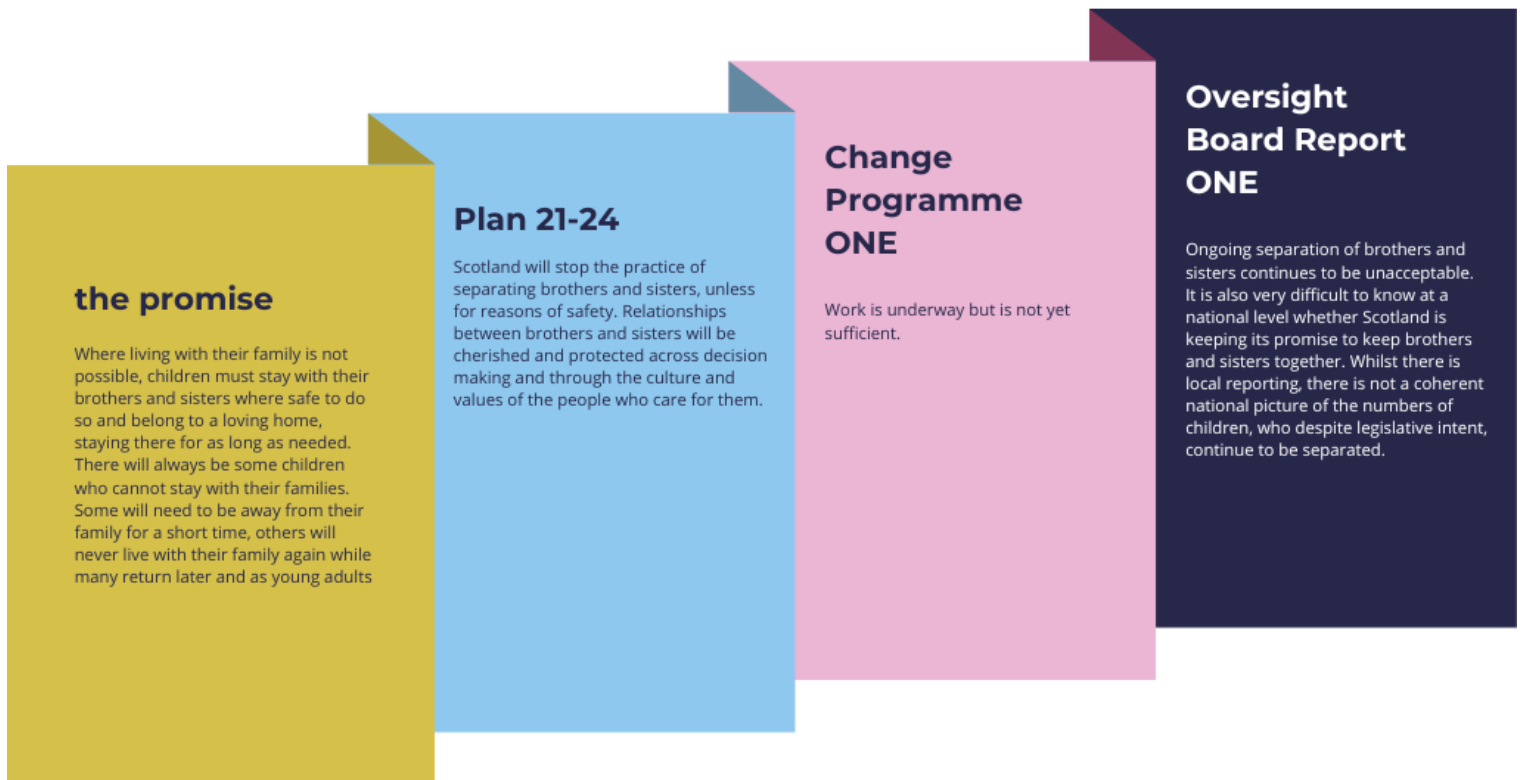 the promise
Where living with their family is not
possible, children must stay with their
brothers and sisters where safe to do
so and belong to a loving home,
staying there for as long as needed.
There will always be some children
who cannot stay with their families.
Some will need to be away from their
family for a short time, others will
never live with their family again while
many return later and as young adults
Plan 21-24
Scotland will stop the practice of
separating brothers and sisters, unless
for reasons of safety. Relationships
between brothers and sisters will be
cherished and protected across decision
making and through the culture and
values of the people who care for them.
Change
Programme
ONE
Work is underway but is not yet
sufficient.
Oversight
Board Report
ONE
Ongoing separation of brothers and
sisters continues to be unacceptable.
It is also very difficult to know at a
national level whether Scotland is
keeping its promise to keep brothers
and sisters together. Whilst there is
local reporting, there is not a coherent
national picture of the numbers of
children, who despite legislative intent,
continue to be separated.